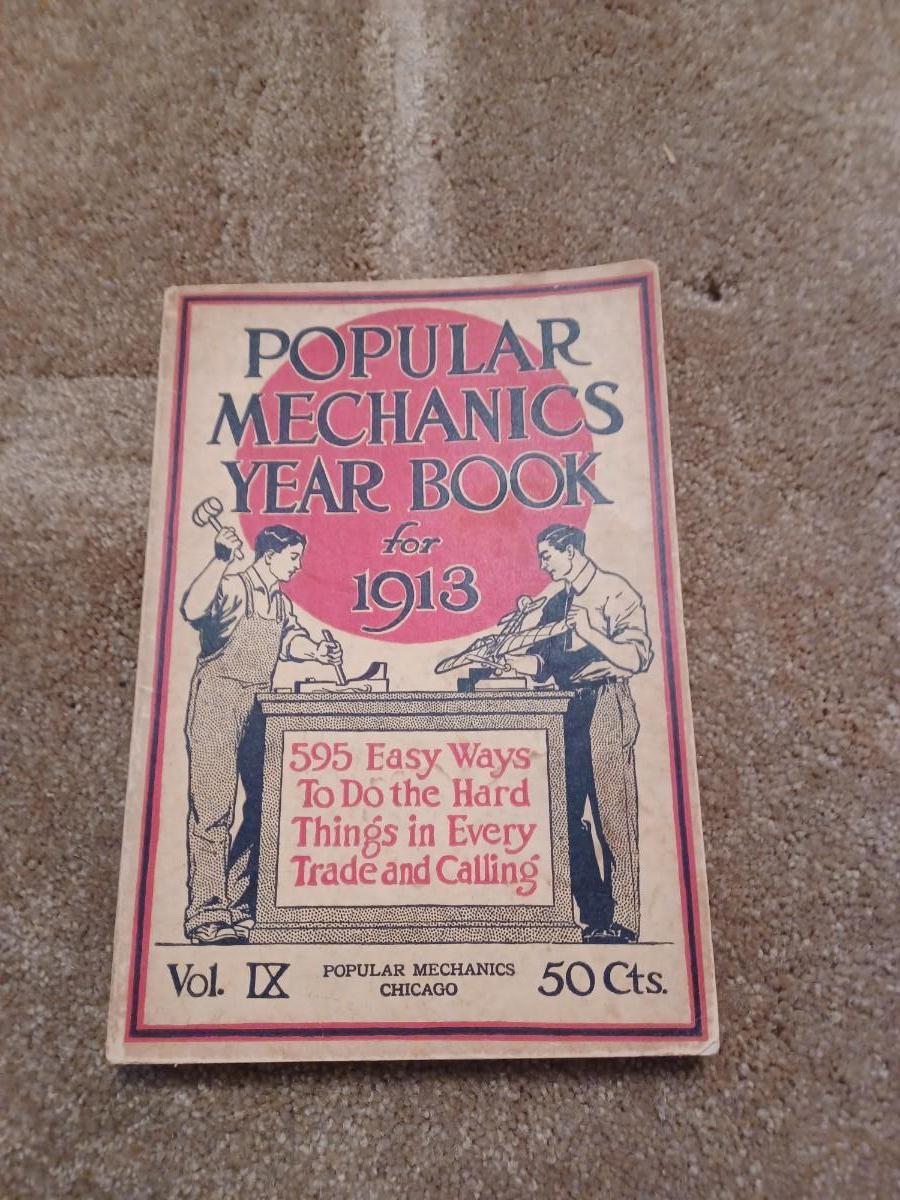 POPULAR
MECHANICS
YEAR BOOK
for
1913
595 Easy Ways
To Do the Hard
Things in Every
Trade and Calling
Vol. IX
POPULAR MECHANICS
CHICAGO
50 Cts.